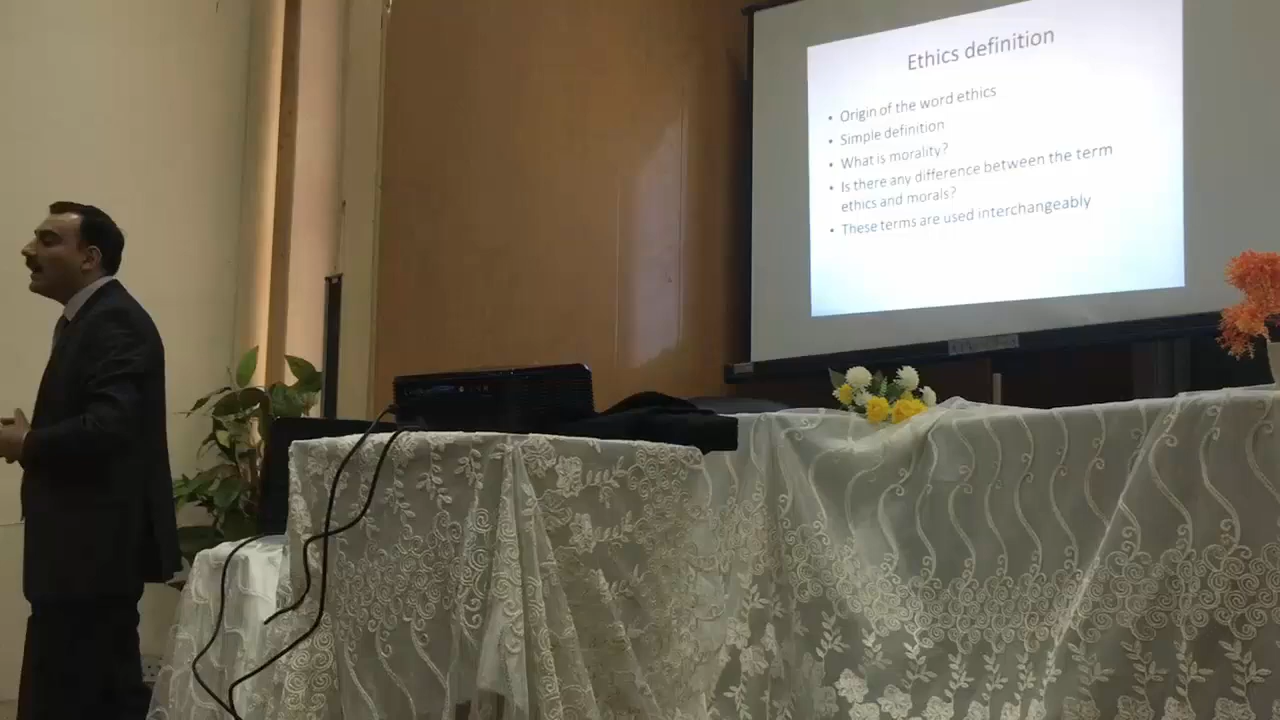 Ethics definition
• Origin of the word ethics
• Simple definition
• What is morality?
• Is there any difference between the term
ethics and morals?
• These terms are used interchangeably